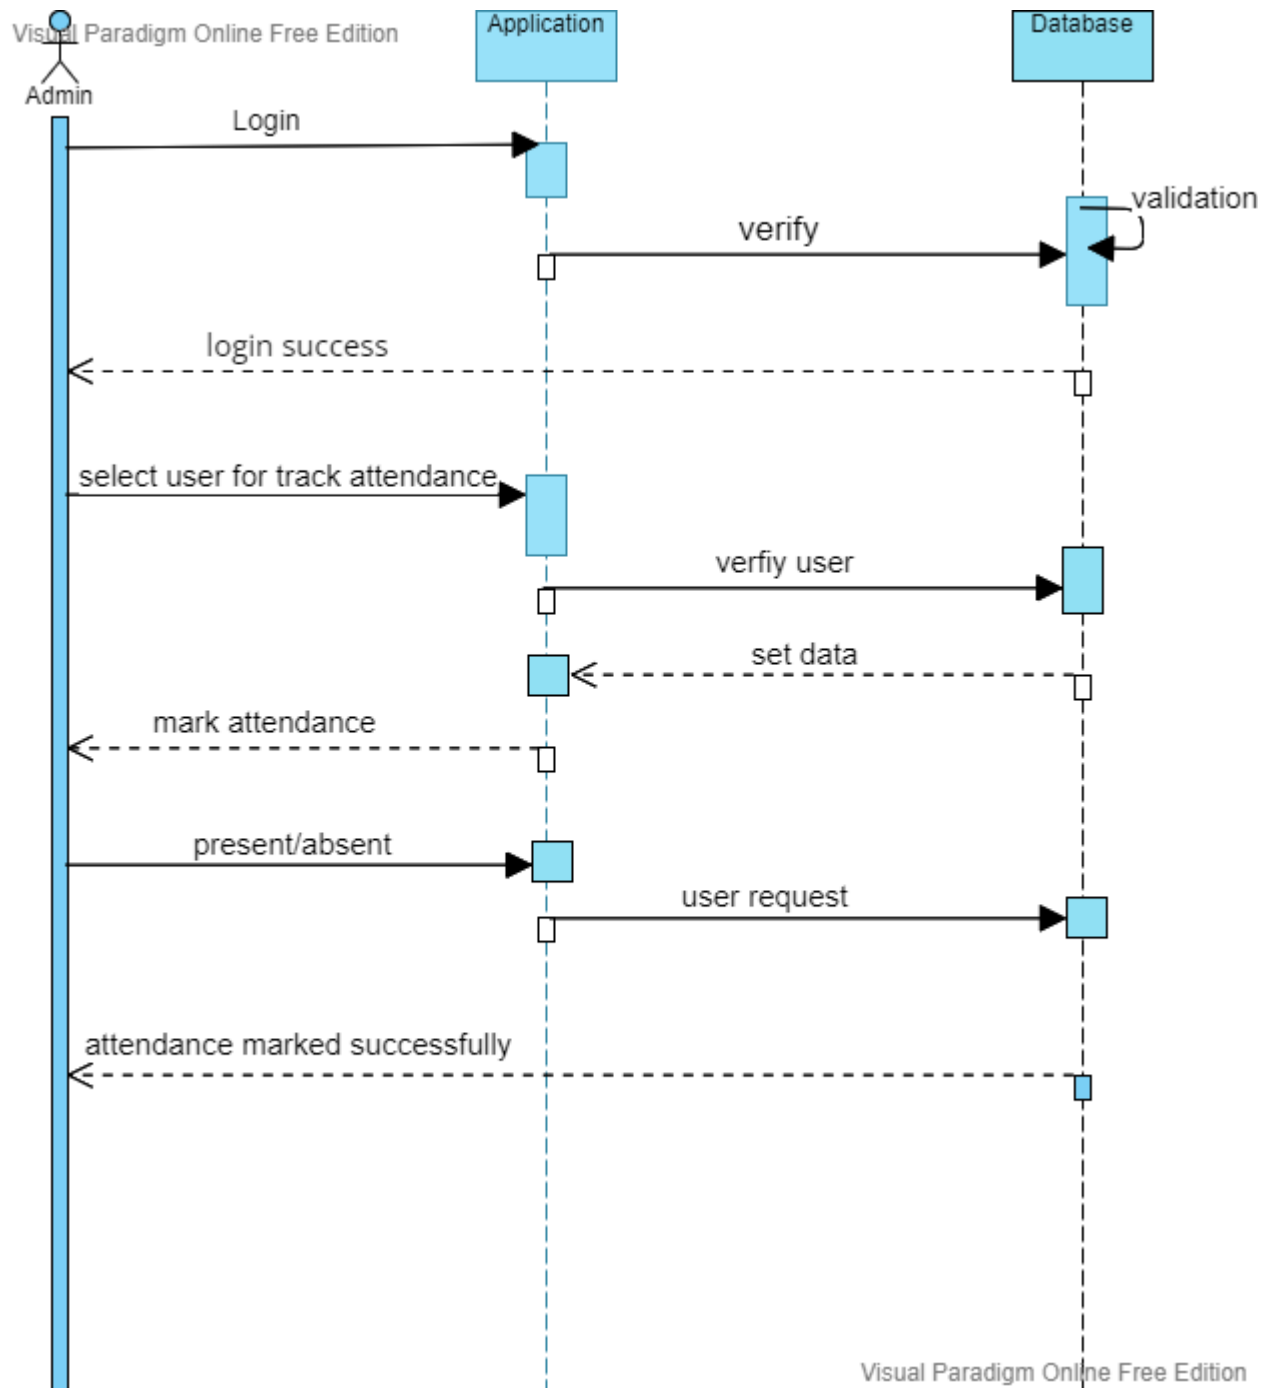 Visual Paradigm Online Free Edition
Application
Database
Admin
Login
validation
verify
login success
select user for track attendance
verfiy user
set data
mark attendance
present/absent
user request
attendance marked successfully
Visual Paradigm Online Free Edition